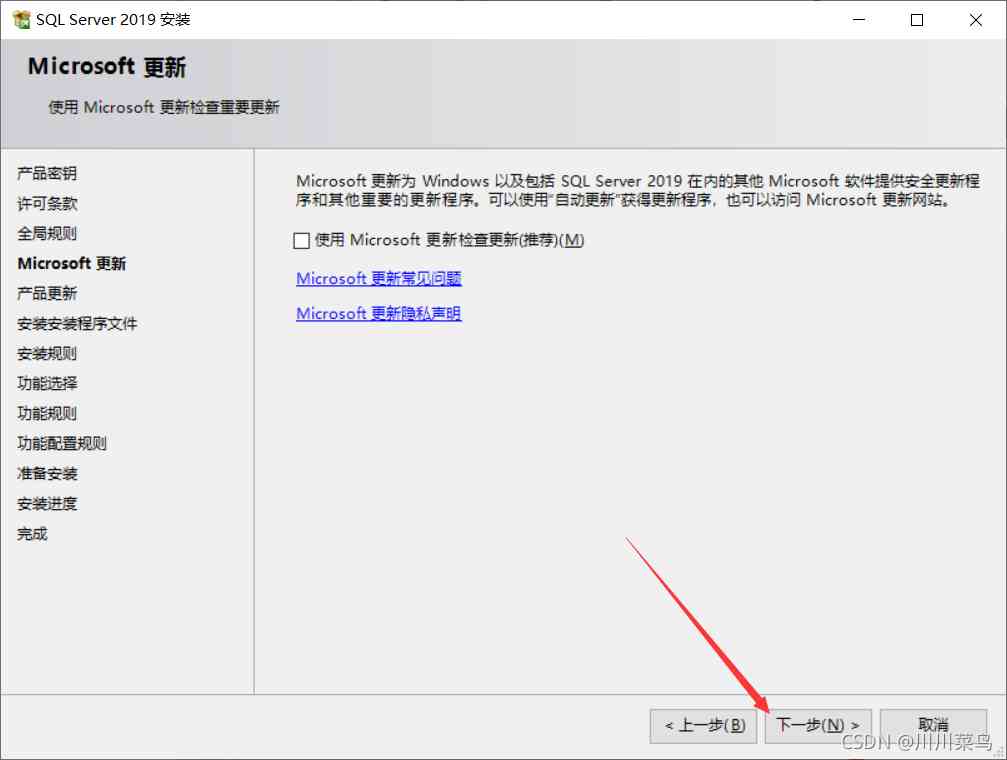 SQL Server 2019 安装
Microsoft 更新
使用 Microsoft 更新检查重要更新
产品密钥
许可条款
全局规则
Microsoft 更新
产品更新
安装安装程序文件
安装规则
功能选择
功能规则
功能配置规则
准备安装
安装进度
完成
Microsoft 更新为 Windows 以及包括 SQL Server 2019 在内的其他 Microsoft 软件提供安全更新程
序和其他重要的更新程序。可以使用“自动更新”获得更新程序，也可以访问 Microsoft 更新网站。
使用 Microsoft 更新检查更新(推荐)(M)
Microsoft 更新常见问题
Microsoft 更新隐私声明
< 上一步(B)
下一步(N) >
取消
CSDN @川川菜鸟